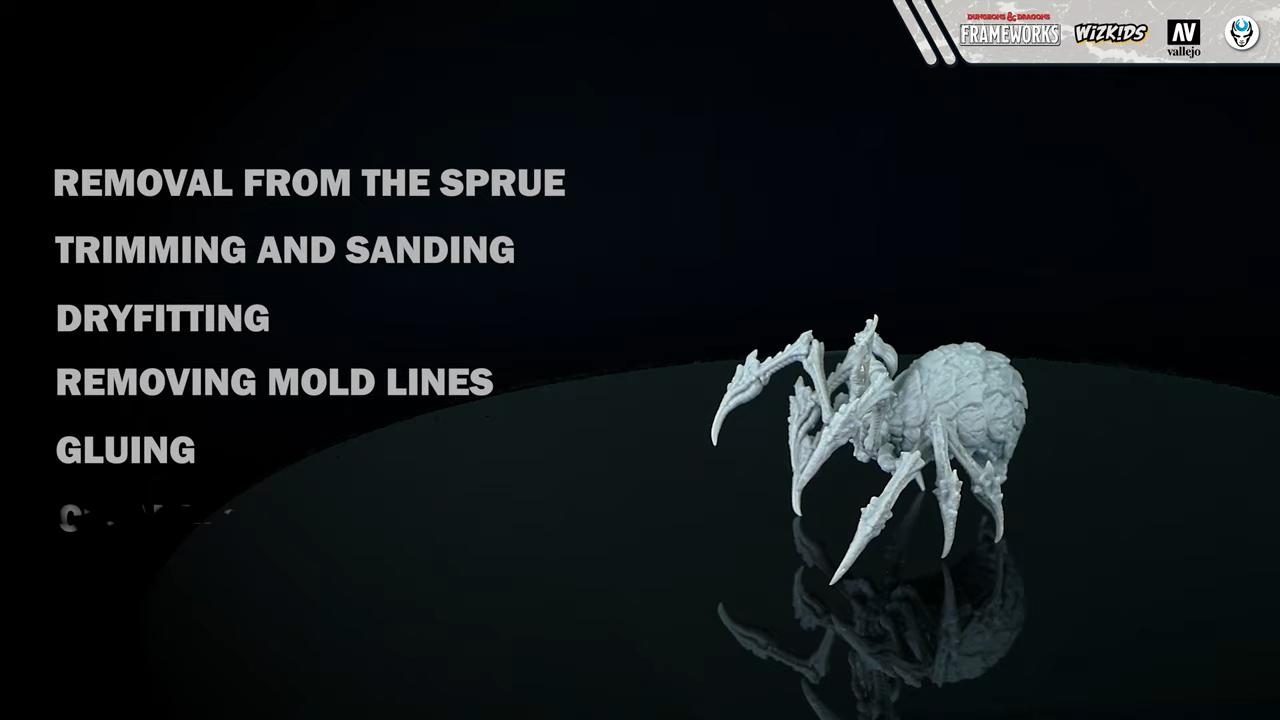 DUNGEONS & DRAGONS
FRAMEWORKS
WIZKIDS
AV
vallejo
REMOVAL FROM THE SPRUE
TRIMMING AND SANDING
DRYFITTING
REMOVING MOLD LINES
GLUING